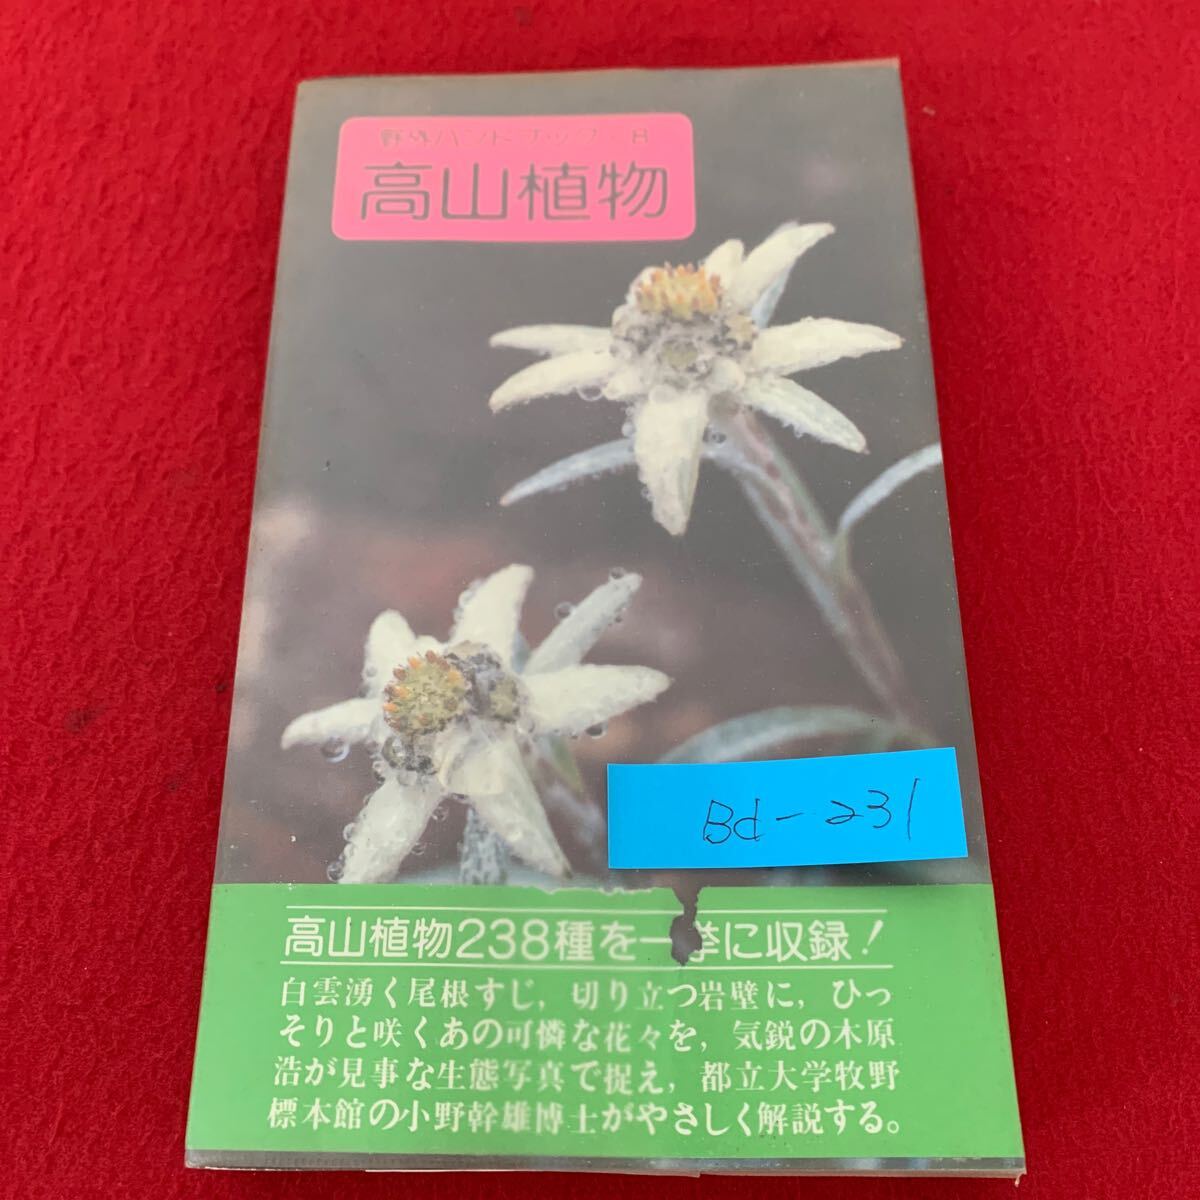 野外ハンドブック・8
高山植物
Bd-231
高山植物238種を一挙に収録！
白雲湧く尾根すじ，切り立つ岩壁に，ひっ
そりと咲くあの可憐な花々を，気鋭の木原
浩が見事な生態写真で捉え，都立大学牧野
標本館の小野幹雄博士がやさしく解説する。